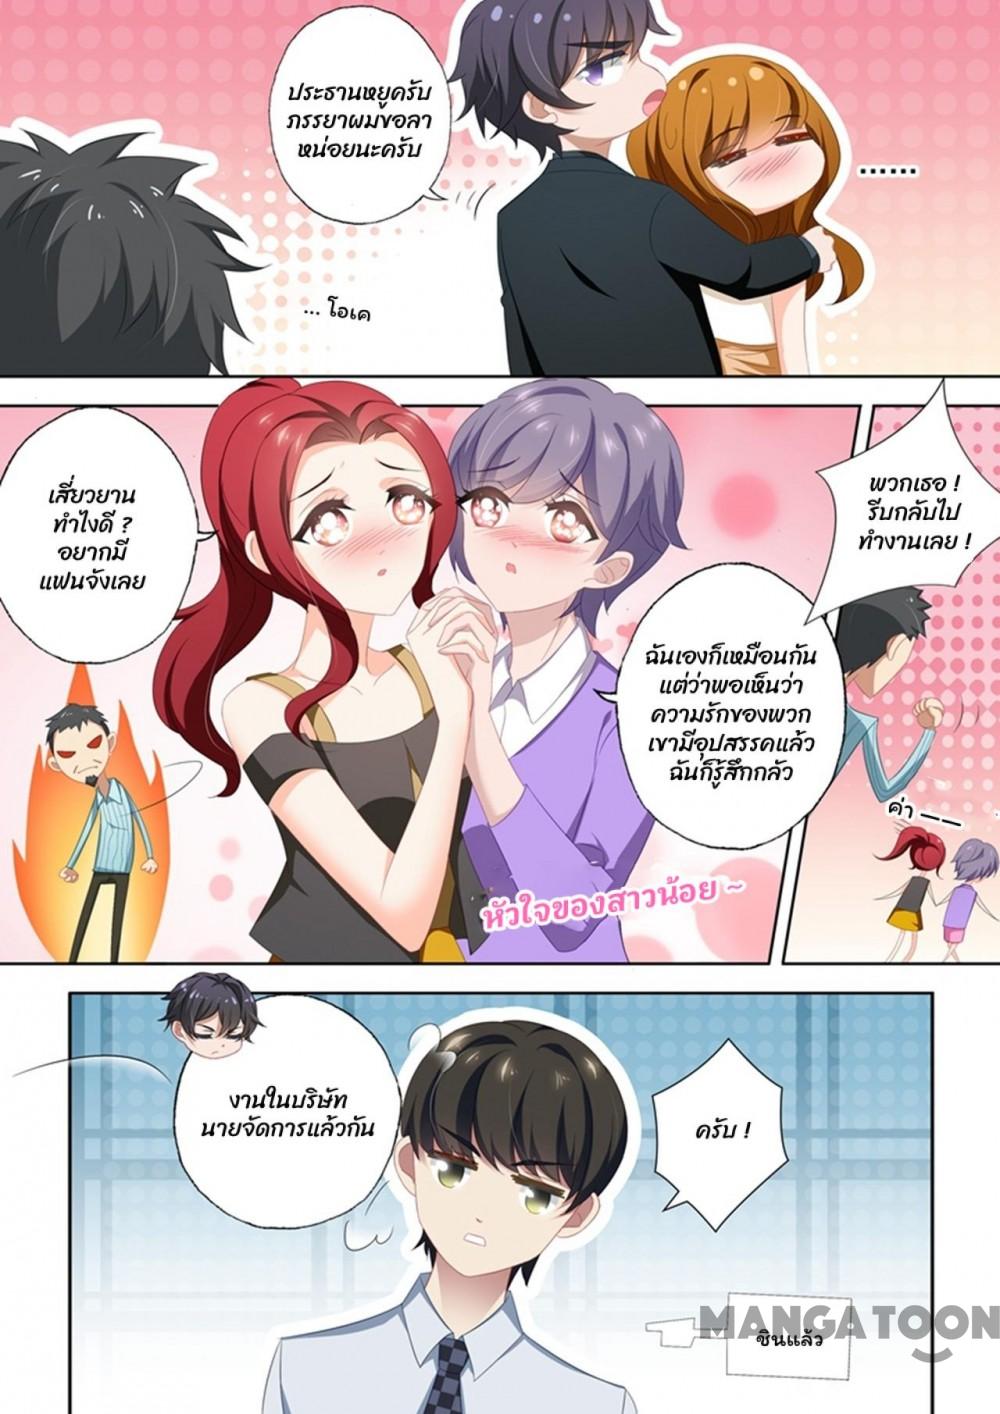 ประธานหยูครับ
ภรรยาผมขอลา
หน่อยนะครับ
......
... โอเค
เสี่ยวยาน
ทำไงดี ?
อยากมี
แฟนจังเลย
พวกเธอ !
รีบกลับไป
ทำงานเลย !
ฉันเองก็เหมือนกัน
แต่ว่าพอเห็นว่า
ความรักของพวก
เขามีอุปสรรคแล้ว
ฉันก็รู้สึกกลัว
ค่า ——
หัวใจของสาวน้อย ~
งานในบริษัท
นายจัดการแล้วกัน
ครับ !
ชินแล้ว
MANGATOON